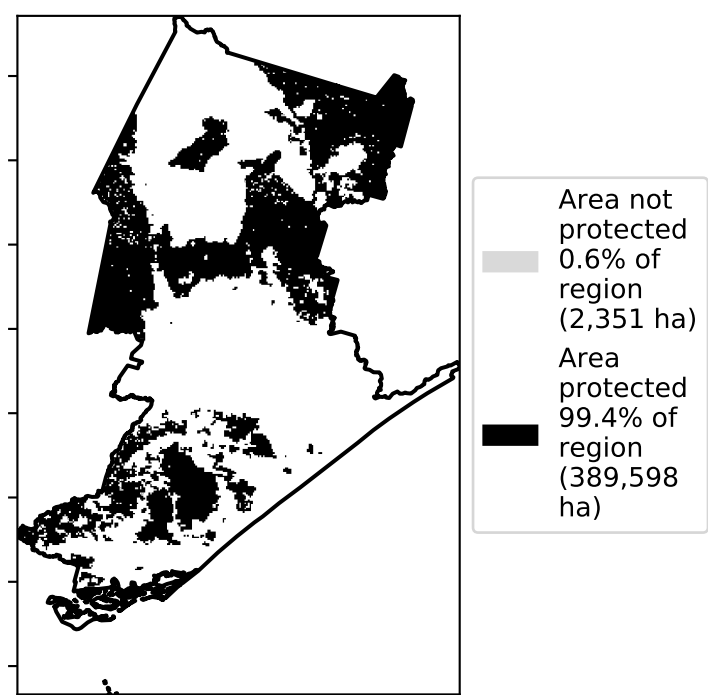 Area not
protected
0.6% of
region
(2,351 ha)
Area
protected
99.4% of
region
(389,598
ha)